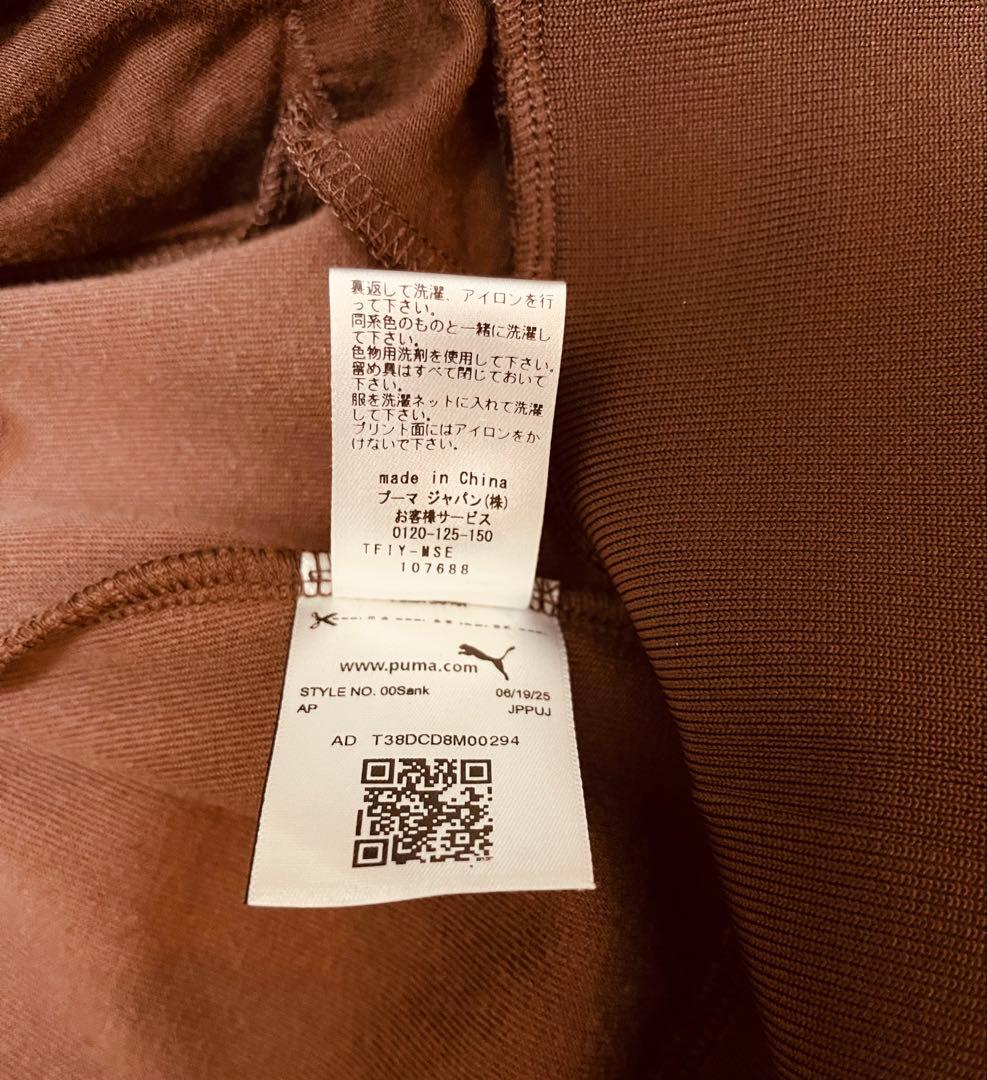 裏返して洗濯、アイロンを行
って下さい。
同系色のものと一緒に洗濯し
て下さい。
色物用洗剤を使用して下さい。
留め具はすべて閉じておいて
下さい。
服を洗濯ネットに入れて洗濯
して下さい。
プリント面にはアイロンをか
けないで下さい。
made in China
プーマ ジャパン(株)
お客様サービス
0120-125-150
TFIY-MSE
107688
www.puma.com
STYLE NO. 00Sank 06/19/25
AP JPPUJ
AD T38DCD8M00294